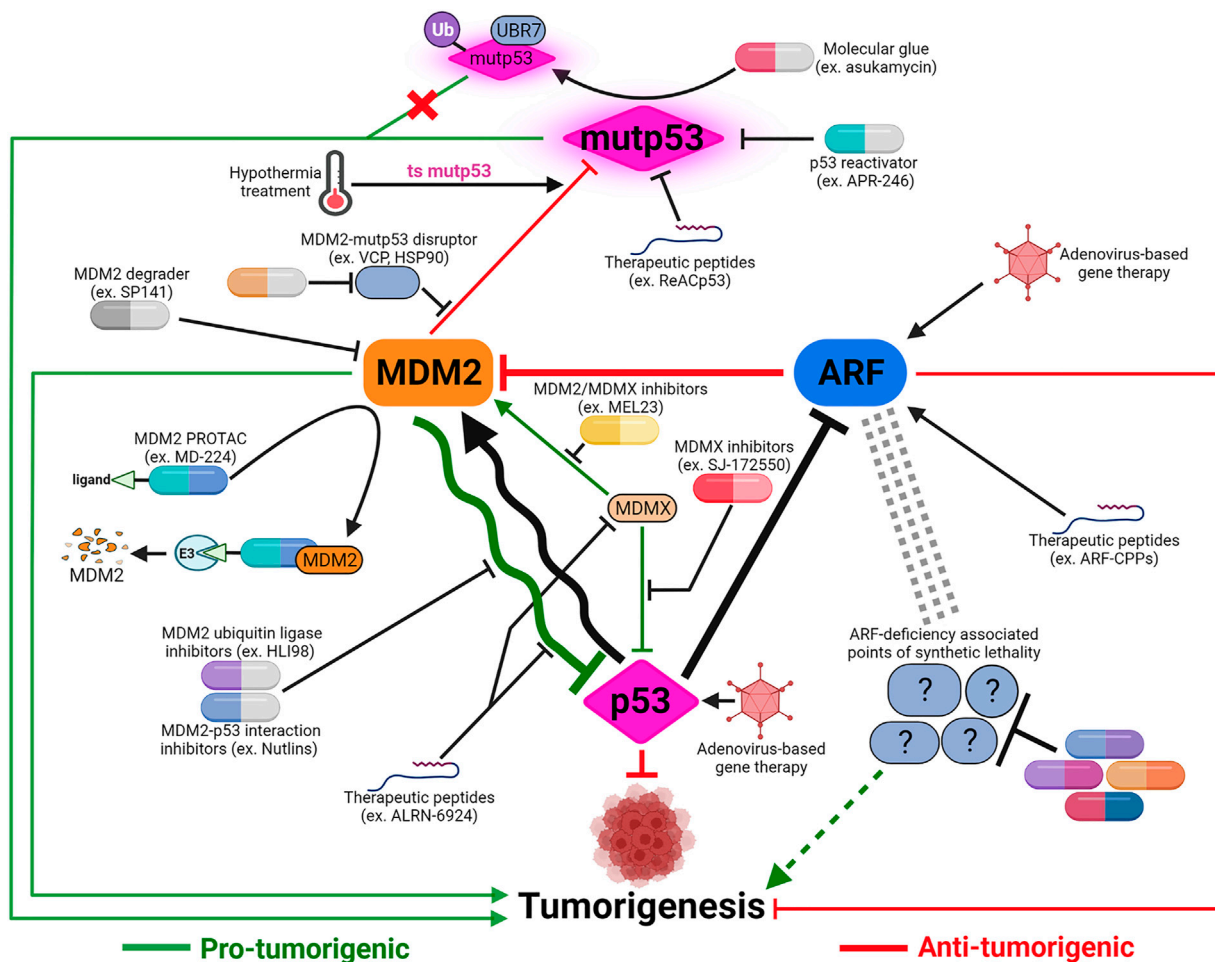 Ub
UBR7
mutp53
Molecular glue
(ex. asukamycin)
mutp53
p53 reactivator
(ex. APR-246)
Hypothermia
treatment
ts mutp53
MDM2-mutp53 disruptor
(ex. VCP, HSP90)
Therapeutic peptides
(ex. ReACp53)
Adenovirus-based
gene therapy
MDM2 degrader
(ex. SP141)
MDM2
ARF
MDM2/MDMX inhibitors
(ex. MEL23)
MDM2 PROTAC
(ex. MD-224)
ligand
MDMX inhibitors
(ex. SJ-172550)
MDMX
E3
MDM2
MDM2
Therapeutic peptides
(ex. ARF-CPPs)
MDM2 ubiquitin ligase
inhibitors (ex. HLI98)
MDM2-p53 interaction
inhibitors (ex. Nutlins)
ARF-deficiency associated
points of synthetic lethality
?
?
?
?
p53
Adenovirus-based
gene therapy
Therapeutic peptides
(ex. ALRN-6924)
Tumorigenesis
Pro-tumorigenic
Anti-tumorigenic